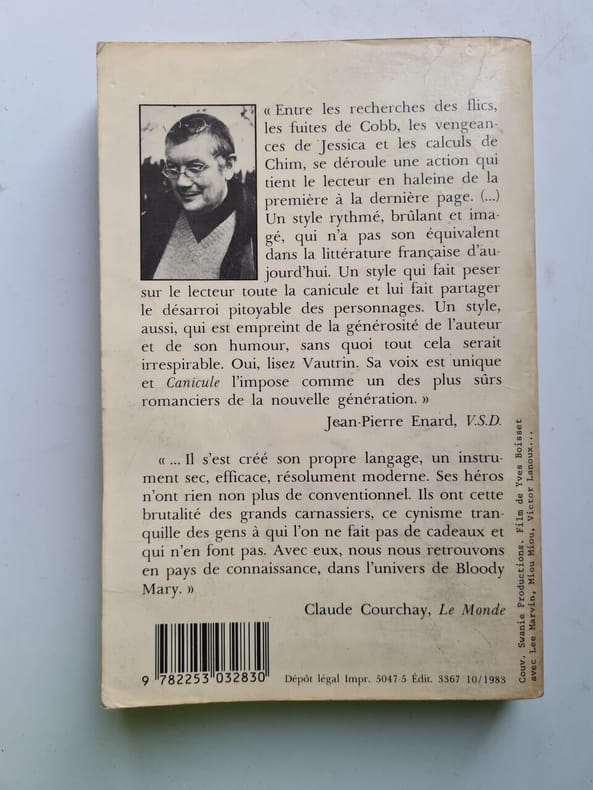 « Entre les recherches des flics,
les fuites de Cobb, les vengean-
ces de Jessica et les calculs de
Chim, se déroule une action qui
tient le lecteur en haleine de la
première à la dernière page. (...)
Un style rythmé, brûlant et ima-
gé, qui n'a pas son équivalent
dans la littérature française d'au-
jourd'hui. Un style qui fait peser
sur le lecteur toute la canicule et lui fait partager
le désarroi pitoyable des personnages. Un style,
aussi, qui est empreint de la générosité de l'auteur
et de son humour, sans quoi tout cela serait
irrespirable. Oui, lisez Vautrin. Sa voix est unique
et Canicule l'impose comme un des plus sûrs
romanciers de la nouvelle génération. »
Jean-Pierre Enard, V.S.D.
« ... Il s'est créé son propre langage, un instru-
ment sec, efficace, résolument moderne. Ses héros
n'ont rien non plus de conventionnel. Ils ont cette
brutalité des grands carnassiers, ce cynisme tran-
quille des gens à qui l'on ne fait pas de cadeaux et
qui n'en font pas. Avec eux, nous nous retrouvons
en pays de connaissance, dans l'univers de Bloody
Mary. »
Claude Courchay, Le Monde
9 782253 032830
Dépôt légal Impr. 5047-5 Édit. 3367 10/1983
Couv. Swanie Productions. Film de Yves Boisset
avec Lee Marvin, Miou Miou, Victor Lanoux...